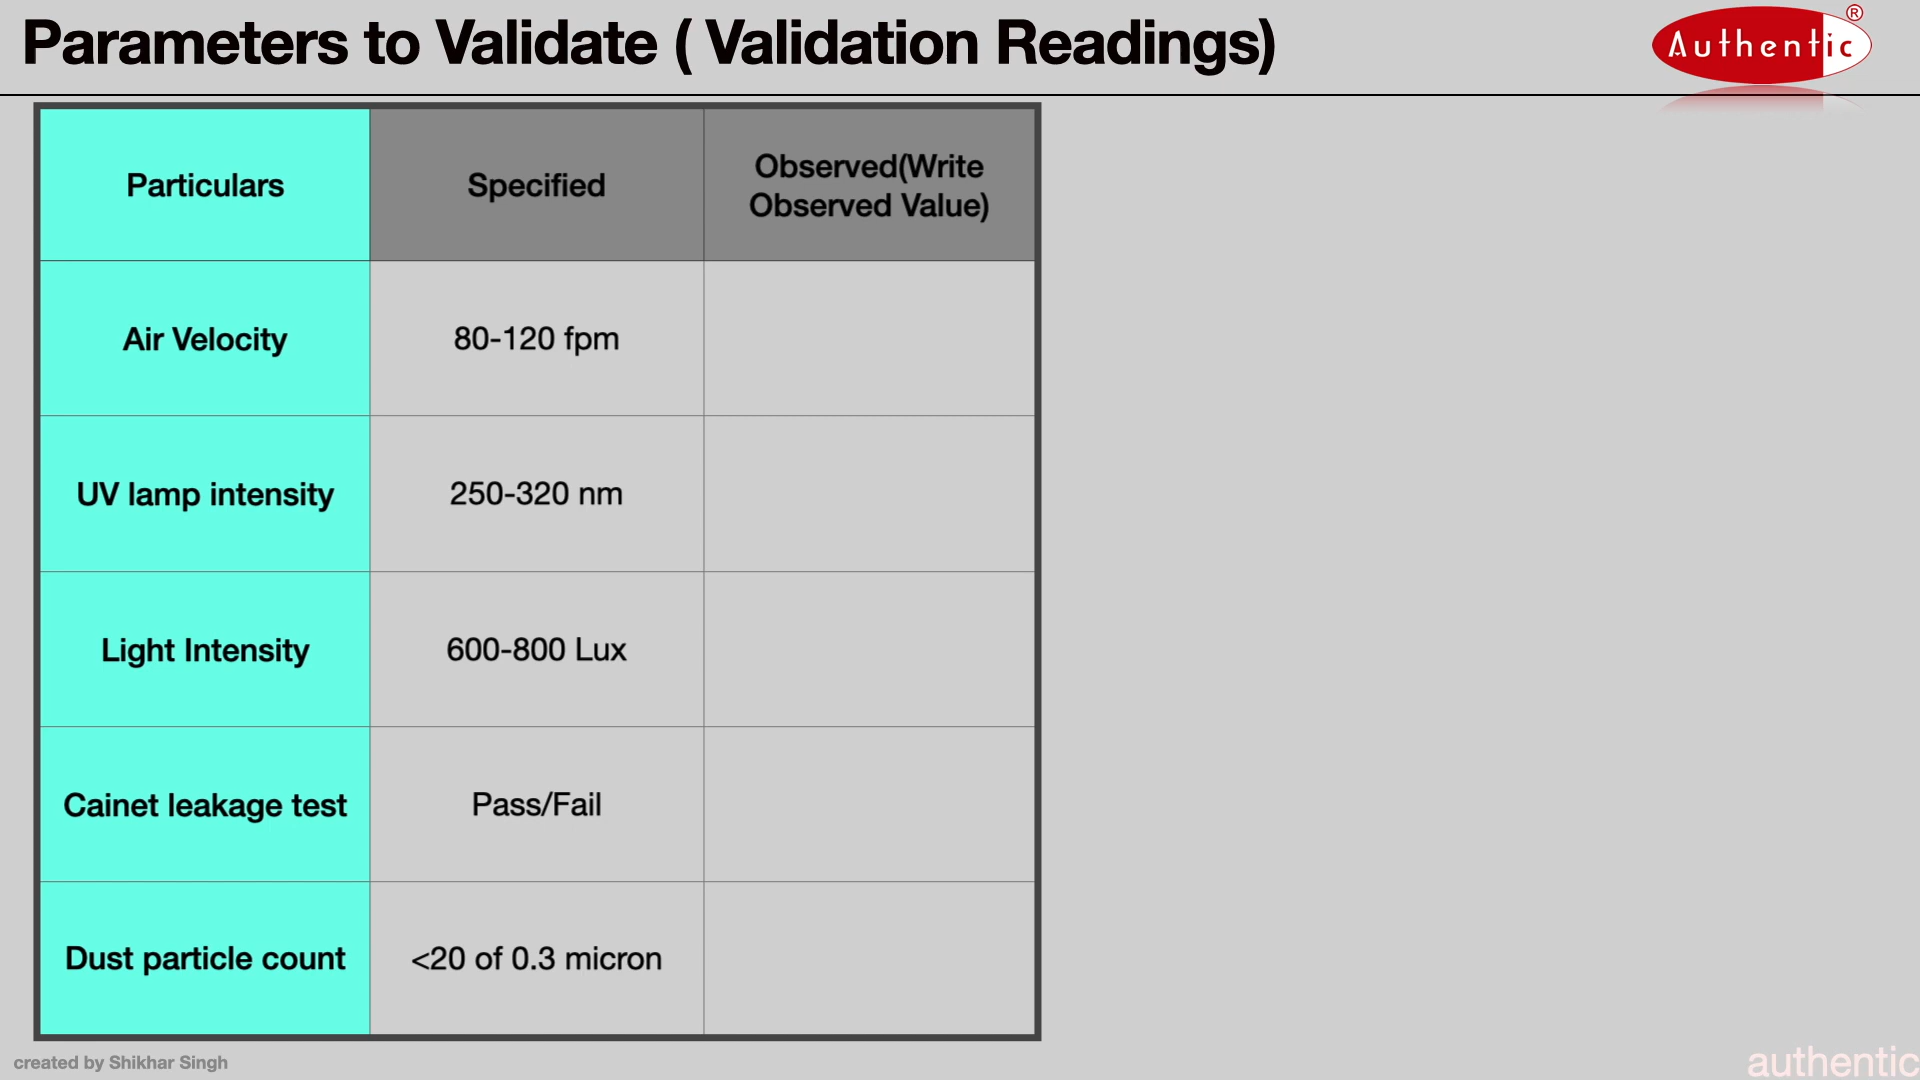 Parameters to Validate ( Validation Readings)
Authentic®
Particulars
Specified
Observed(Write
Observed Value)
Air Velocity
80-120 fpm
UV lamp intensity
250-320 nm
Light Intensity
600-800 Lux
Cainet leakage test
Pass/Fail
Dust particle count
<20 of 0.3 micron
created by Shikhar Singh
authentic